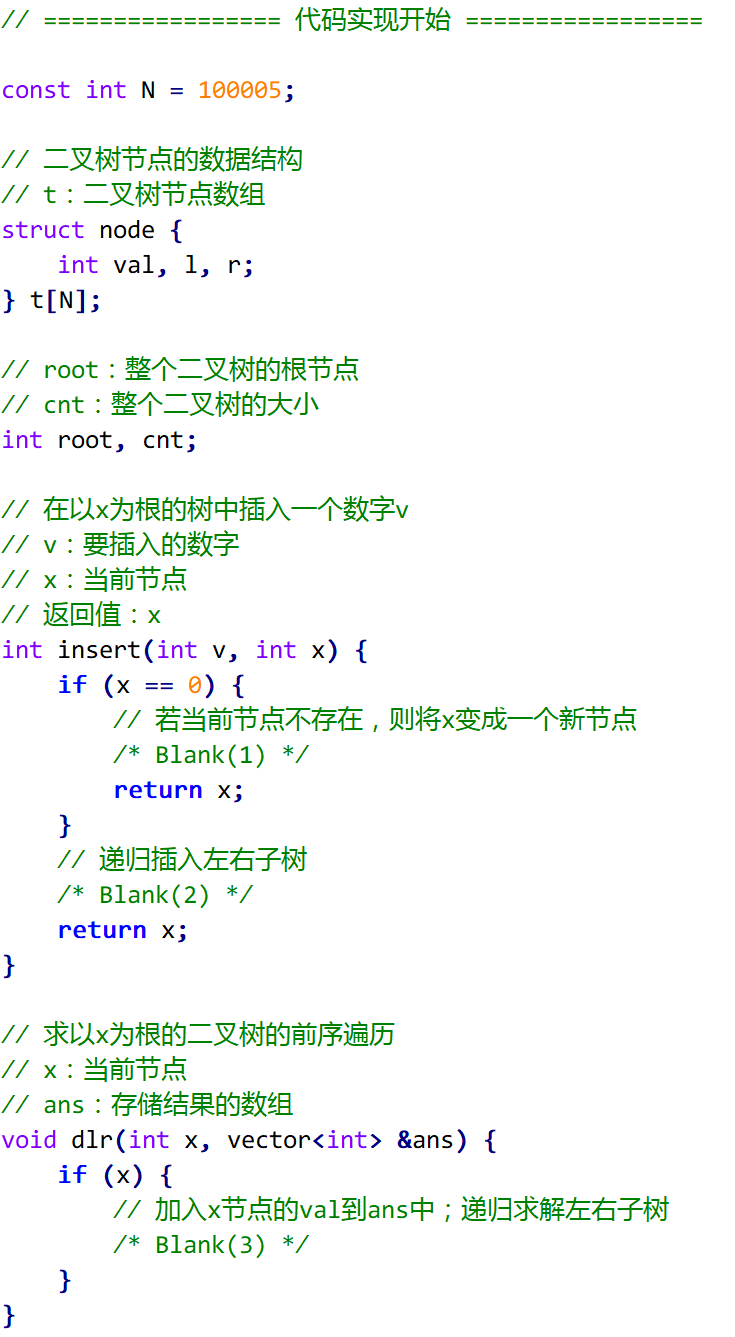 // ================= 代码实现开始 =================
const int N = 100005;
// 二叉树节点的数据结构
// t：二叉树节点数组
struct node {
    int val, l, r;
} t[N];
// root：整个二叉树的根节点
// cnt：整个二叉树的大小
int root, cnt;
// 在以x为根的树中插入一个数字v
// v：要插入的数字
// x：当前节点
// 返回值：x
int insert(int v, int x) {
    if (x == 0) {
        // 若当前节点不存在，则将x变成一个新节点
        /* Blank(1) */
        return x;
    }
    // 递归插入左右子树
    /* Blank(2) */
    return x;
}
// 求以x为根的二叉树的前序遍历
// x：当前节点
// ans：存储结果的数组
void dlr(int x, vector<int> &ans) {
    if (x) {
        // 加入x节点的val到ans中；递归求解左右子树
        /* Blank(3) */
    }
}